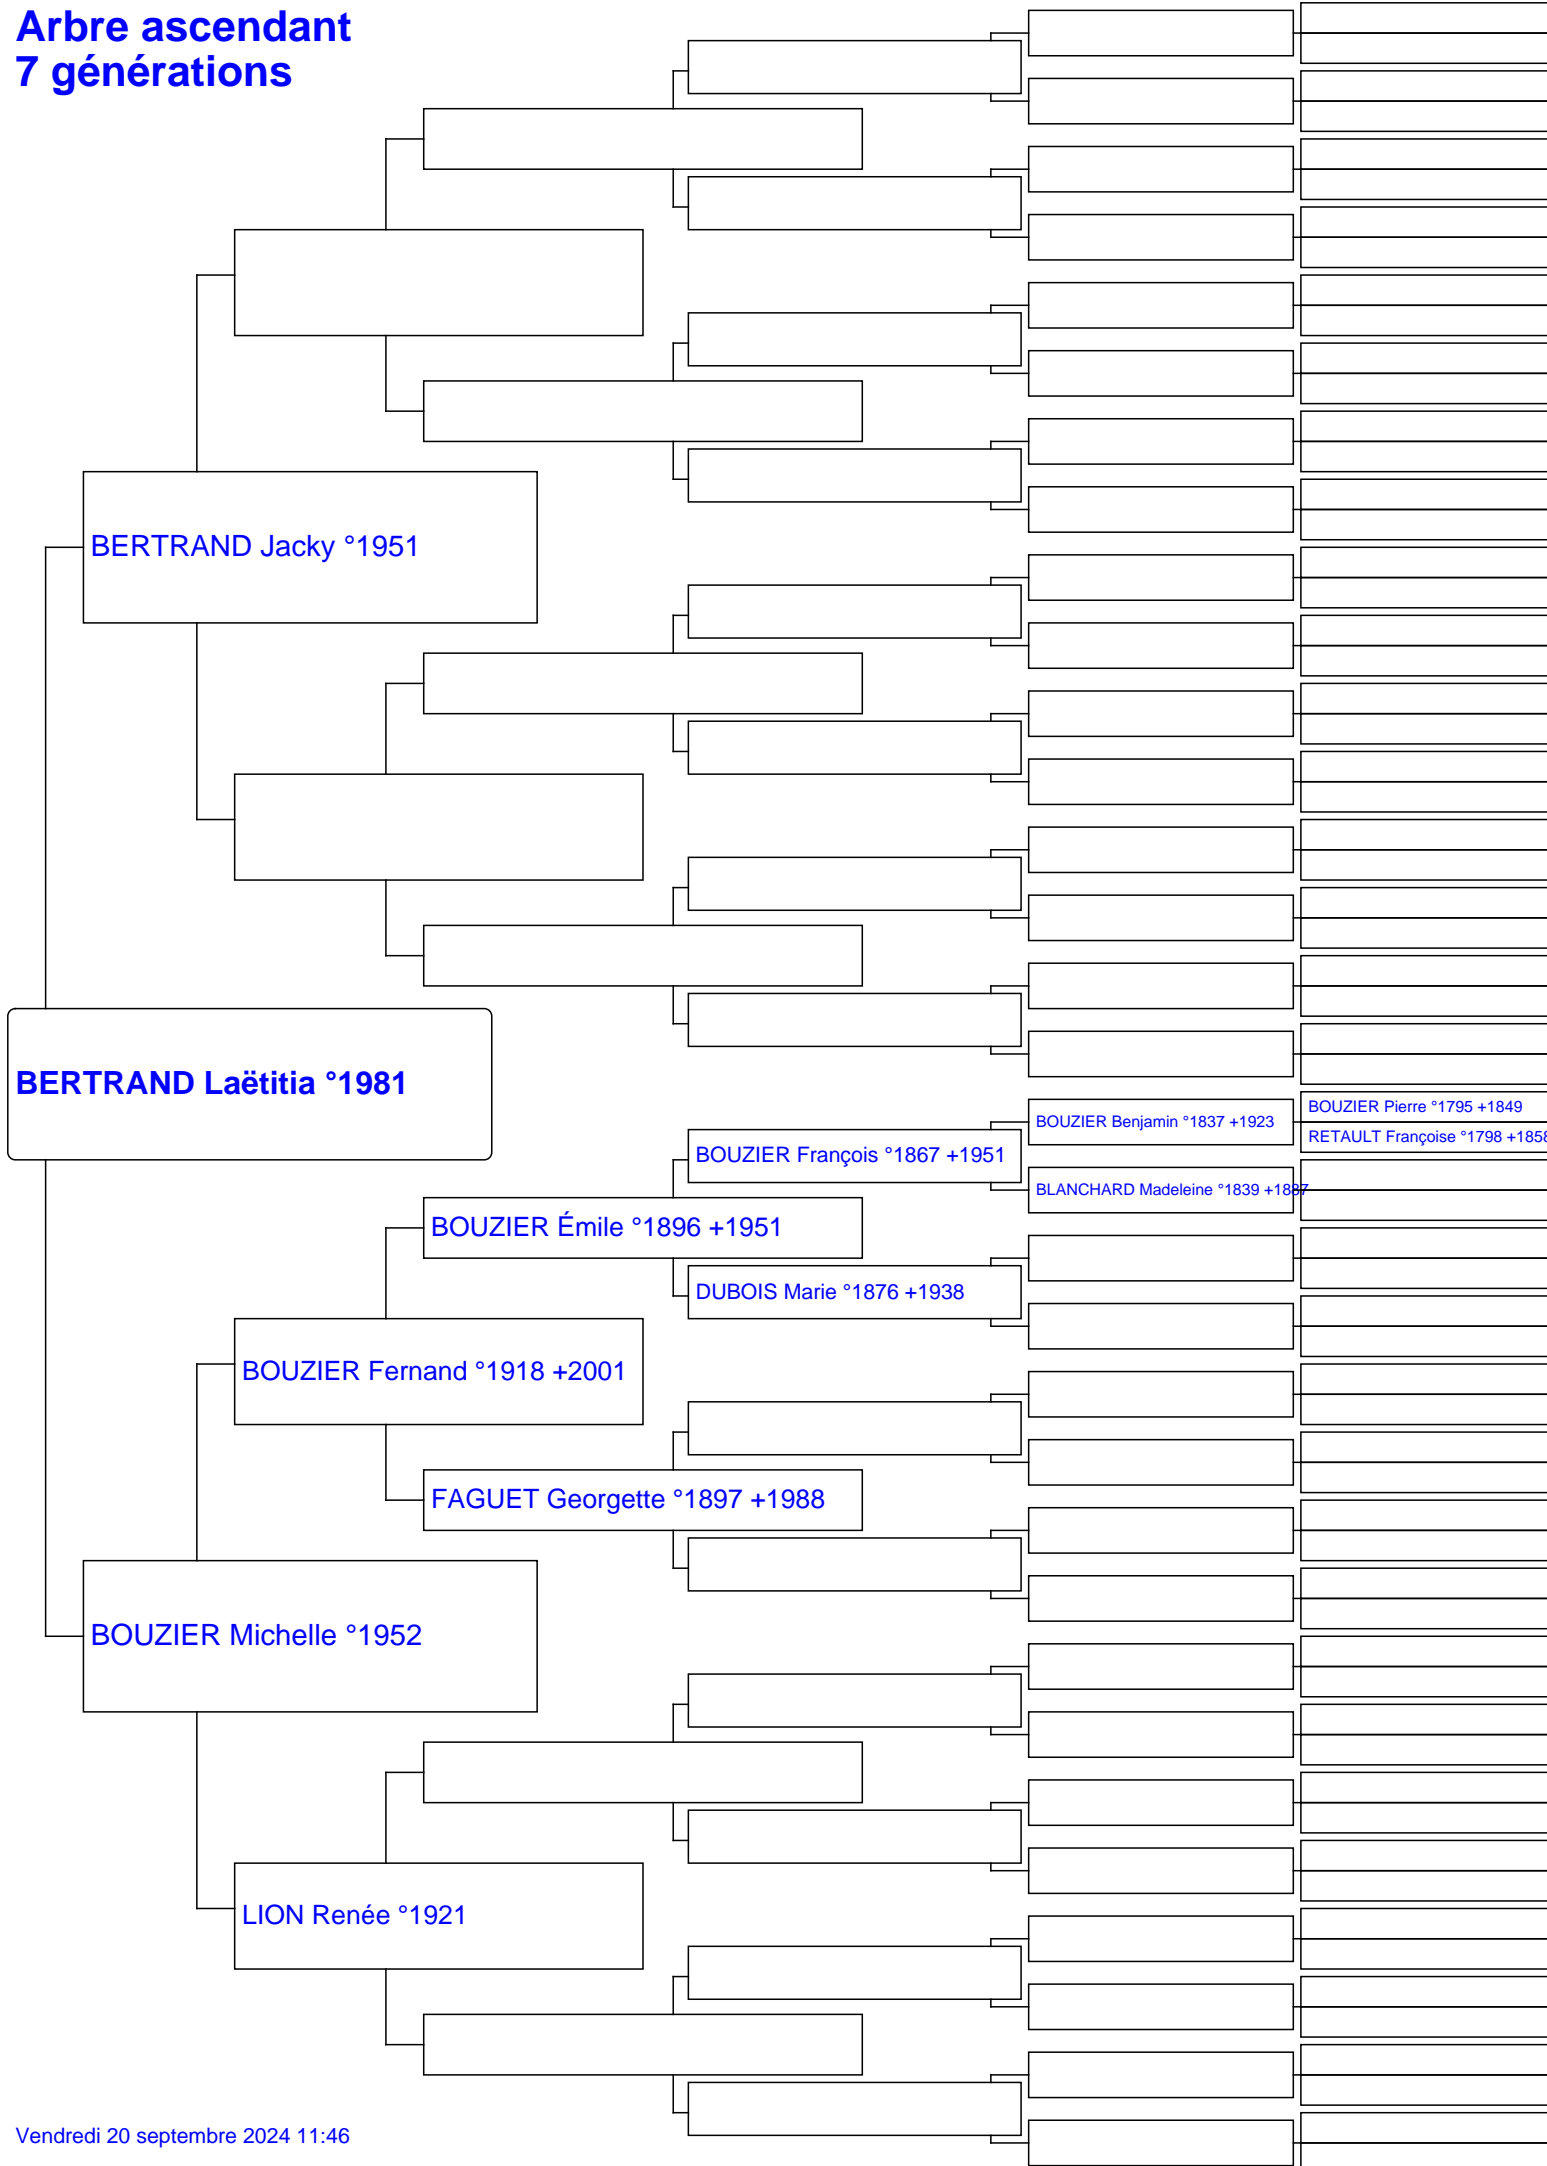 Arbre ascendant
7 générations
BERTRAND Jacky °1951
BERTRAND Laëtitia °1981
BOUZIER Pierre °1795 +1849
BOUZIER Benjamin °1837 +1923
RETAULT Françoise °1798 +1858
BOUZIER François °1867 +1951
BLANCHARD Madeleine °1839 +1887
BOUZIER Émile °1896 +1951
DUBOIS Marie °1876 +1938
BOUZIER Fernand °1918 +2001
FAGUET Georgette °1897 +1988
BOUZIER Michelle °1952
LION Renée °1921
Vendredi 20 septembre 2024 11:46